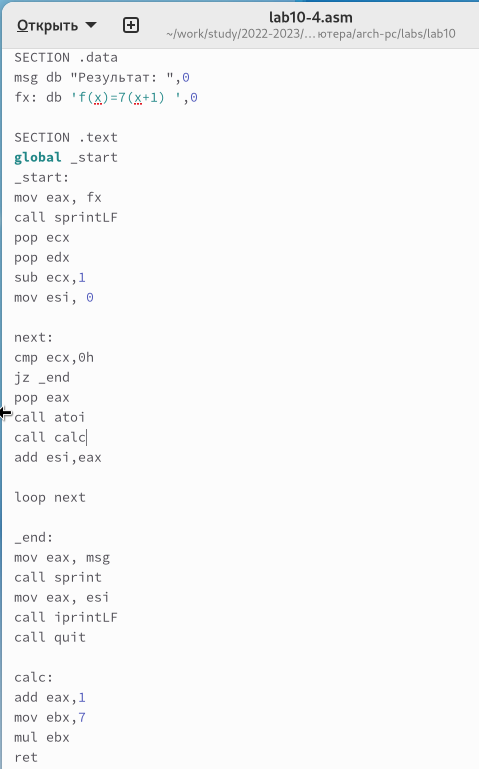 Открыть
lab10-4.asm
~/work/study/2022-2023/…ютера/arch-pc/labs/lab10
SECTION .data
msg db "Результат: ",0
fx: db 'f(x)=7(x+1) ',0
SECTION .text
global _start
_start:
mov eax, fx
call sprintLF
pop ecx
pop edx
sub ecx,1
mov esi, 0
next:
cmp ecx,0h
jz _end
pop eax
call atoi
call calc
add esi,eax
loop next
_end:
mov eax, msg
call sprint
mov eax, esi
call iprintLF
call quit
calc:
add eax,1
mov ebx,7
mul ebx
ret